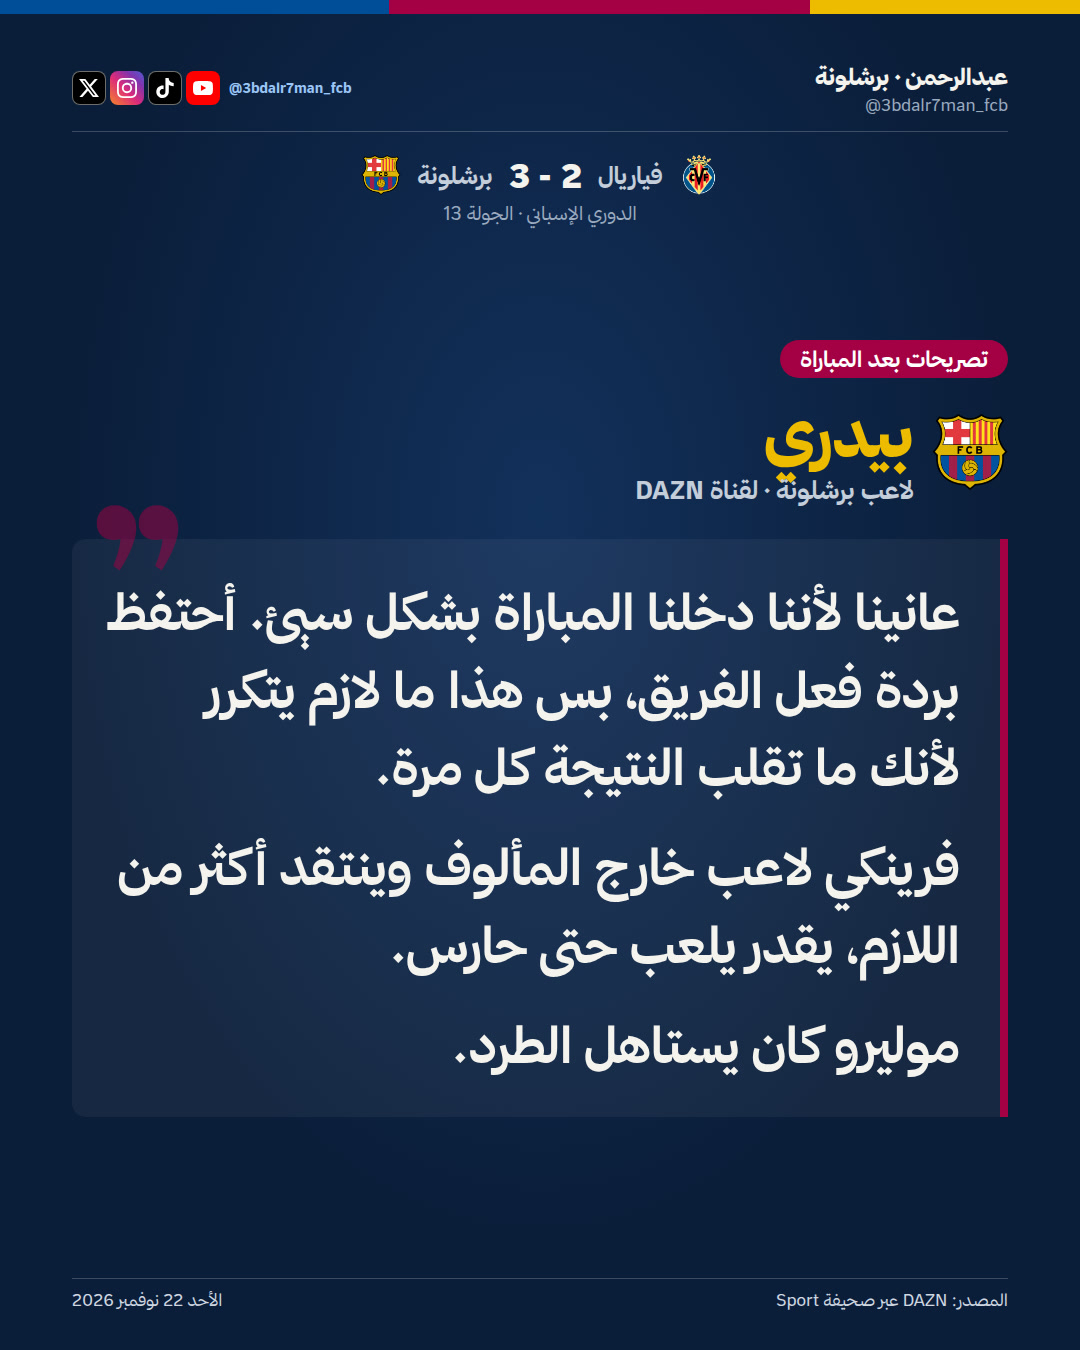 عبدالرحمن · برشلونة
@3bdalr7man_fcb
@3bdalr7man_fcb
فياريال 2 - 3 برشلونة
الدوري الإسباني · الجولة 13
تصريحات بعد المباراة
بيدري
FCB
لاعب برشلونة · لقناة DAZN
عانينا لأننا دخلنا المباراة بشكل سيئ. أحتفظ
بردة فعل الفريق، بس هذا ما لازم يتكرر
لأنك ما تقلب النتيجة كل مرة.
فرينكي لاعب خارج المألوف وينتقد أكثر من
اللازم، يقدر يلعب حتى حارس.
موليرو كان يستاهل الطرد.
المصدر: DAZN عبر صحيفة Sport
الأحد 22 نوفمبر 2026